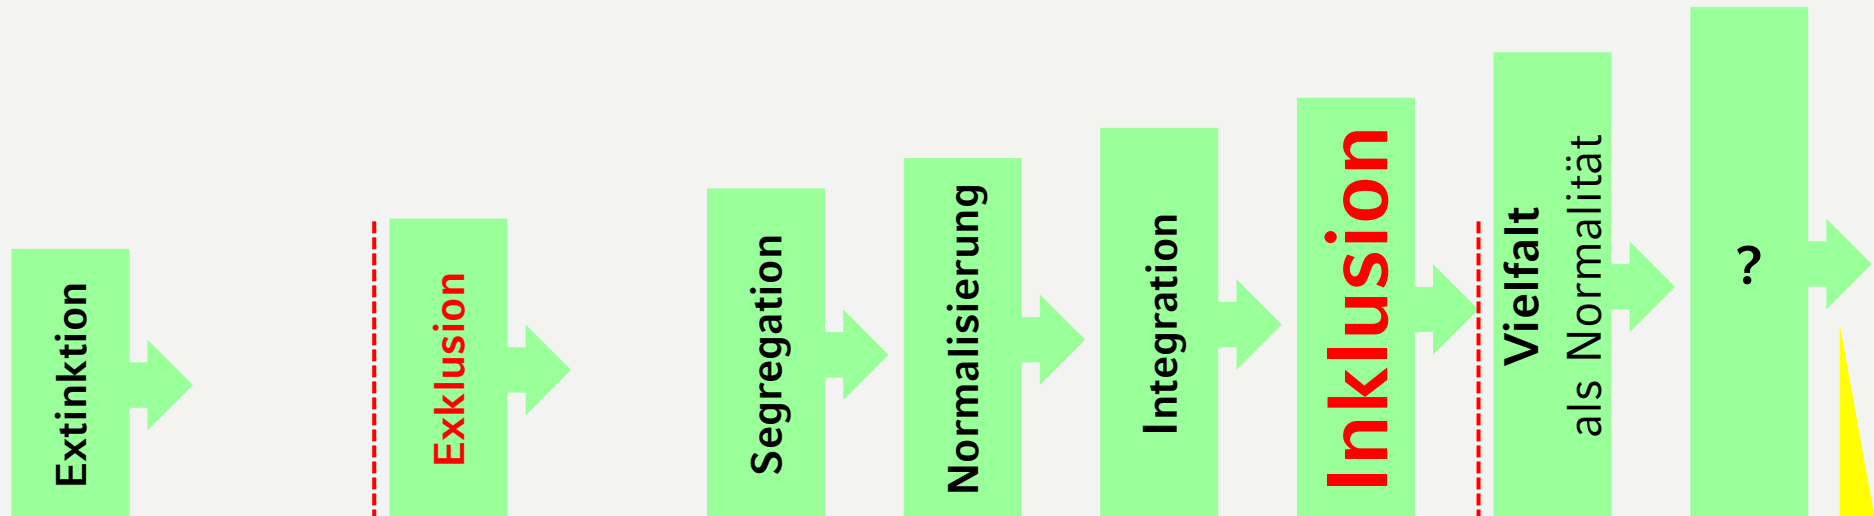 Extinktion
Exklusion
Segregation
Normalisierung
Integration
Inklusion
Vielfalt
als Normalität
?